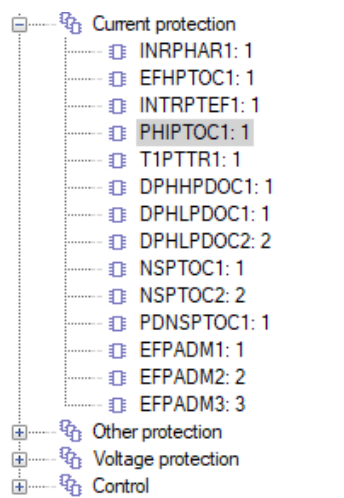 Current protection
INRPHAR1: 1
EFHPTOC1: 1
INTRPTEF1: 1
PHIPTOC1: 1
T1PTTR1: 1
DPHHPDOC1: 1
DPHLPDOC1: 1
DPHLPDOC2: 2
NSPTOC1: 1
NSPTOC2: 2
PDNSPTOC1: 1
EFPADM1: 1
EFPADM2: 2
EFPADM3: 3
Other protection
Voltage protection
Control